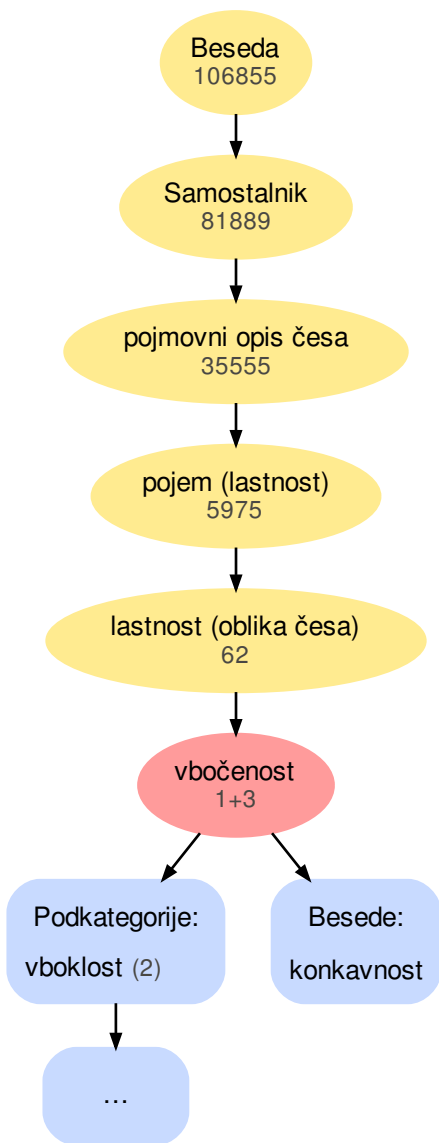 Beseda
106855
Samostalnik
81889
pojmovni opis česa
35555
pojem (lastnost)
5975
lastnost (oblika česa)
62
vbočenost
1+3
Podkategorije:
vboklost (2)
Besede:
konkavnost
...